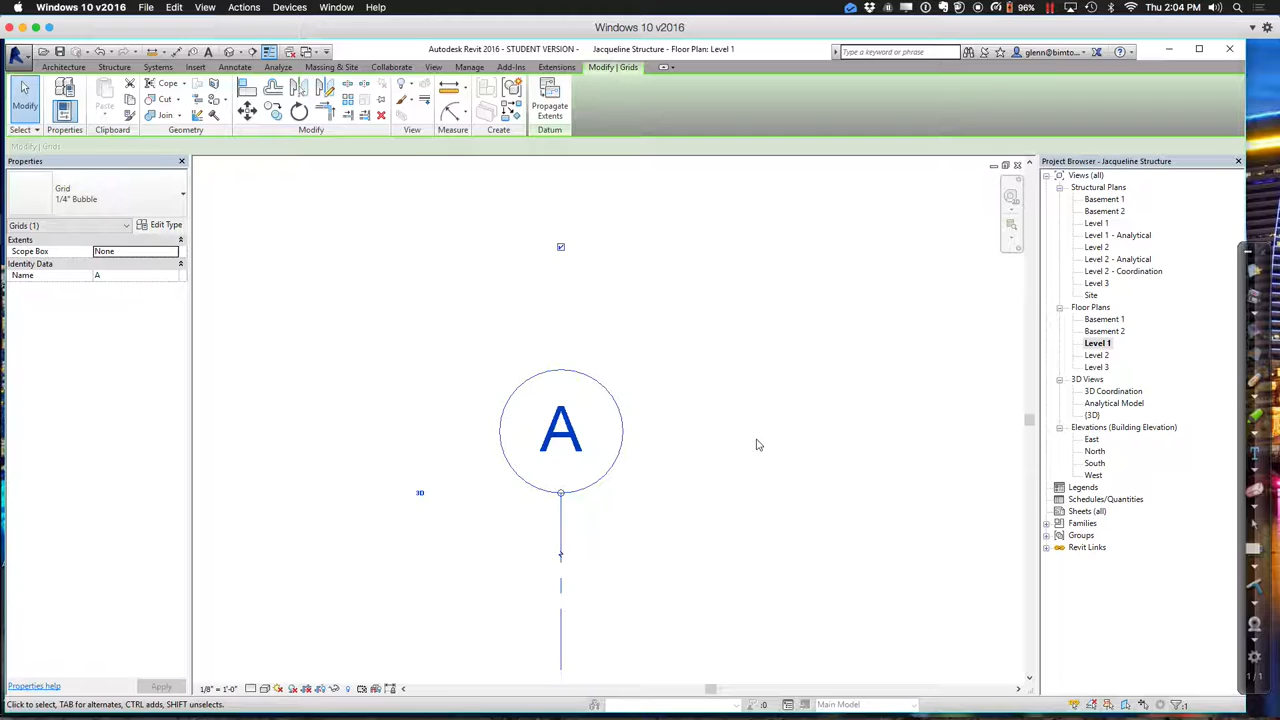 Windows 10 v2016 File Edit View Actions Devices Window Help 96% Thu 2:04 PM
Windows 10 v2016
Autodesk Revit 2016 - STUDENT VERSION - Jacqueline Structure - Floor Plan: Level 1 Type a keyword or phrase glenn@bimto...
Architecture Structure Systems Insert Annotate Analyze Massing & Site Collaborate View Manage Add-Ins Extensions Modify | Grids
Modify Paste Cope Cut Join Propagate Extents
Select Properties Clipboard Geometry Modify View Measure Create Datum
Modify | Grids
Properties
Grid
1/4" Bubble
Grids (1) Edit Type
Extents
Scope Box None
Identity Data
Name A
Properties help Apply
A
3D
1/8" = 1'-0"
Project Browser - Jacqueline Structure
Views (all)
Structural Plans
Basement 1
Basement 2
Level 1
Level 1 - Analytical
Level 2
Level 2 - Analytical
Level 2 - Coordination
Level 3
Site
Floor Plans
Basement 1
Basement 2
Level 1
Level 2
Level 3
3D Views
3D Coordination
Analytical Model
{3D}
Elevations (Building Elevation)
East
North
South
West
Legends
Schedules/Quantities
Sheets (all)
Families
Groups
Revit Links
1 / 1
Click to select, TAB for alternates, CTRL adds, SHIFT unselects. :0 Main Model :1